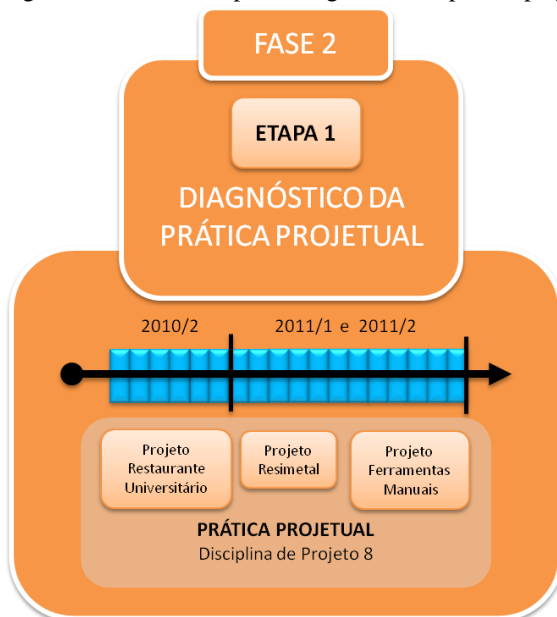 FASE 2
ETAPA 1
DIAGNÓSTICO DA
PRÁTICA PROJETUAL
2010/2
2011/1 e 2011/2
Projeto
Restaurante
Universitário
Projeto
Resimetal
Projeto
Ferramentas
Manuais
PRÁTICA PROJETUAL
Disciplina de Projeto 8